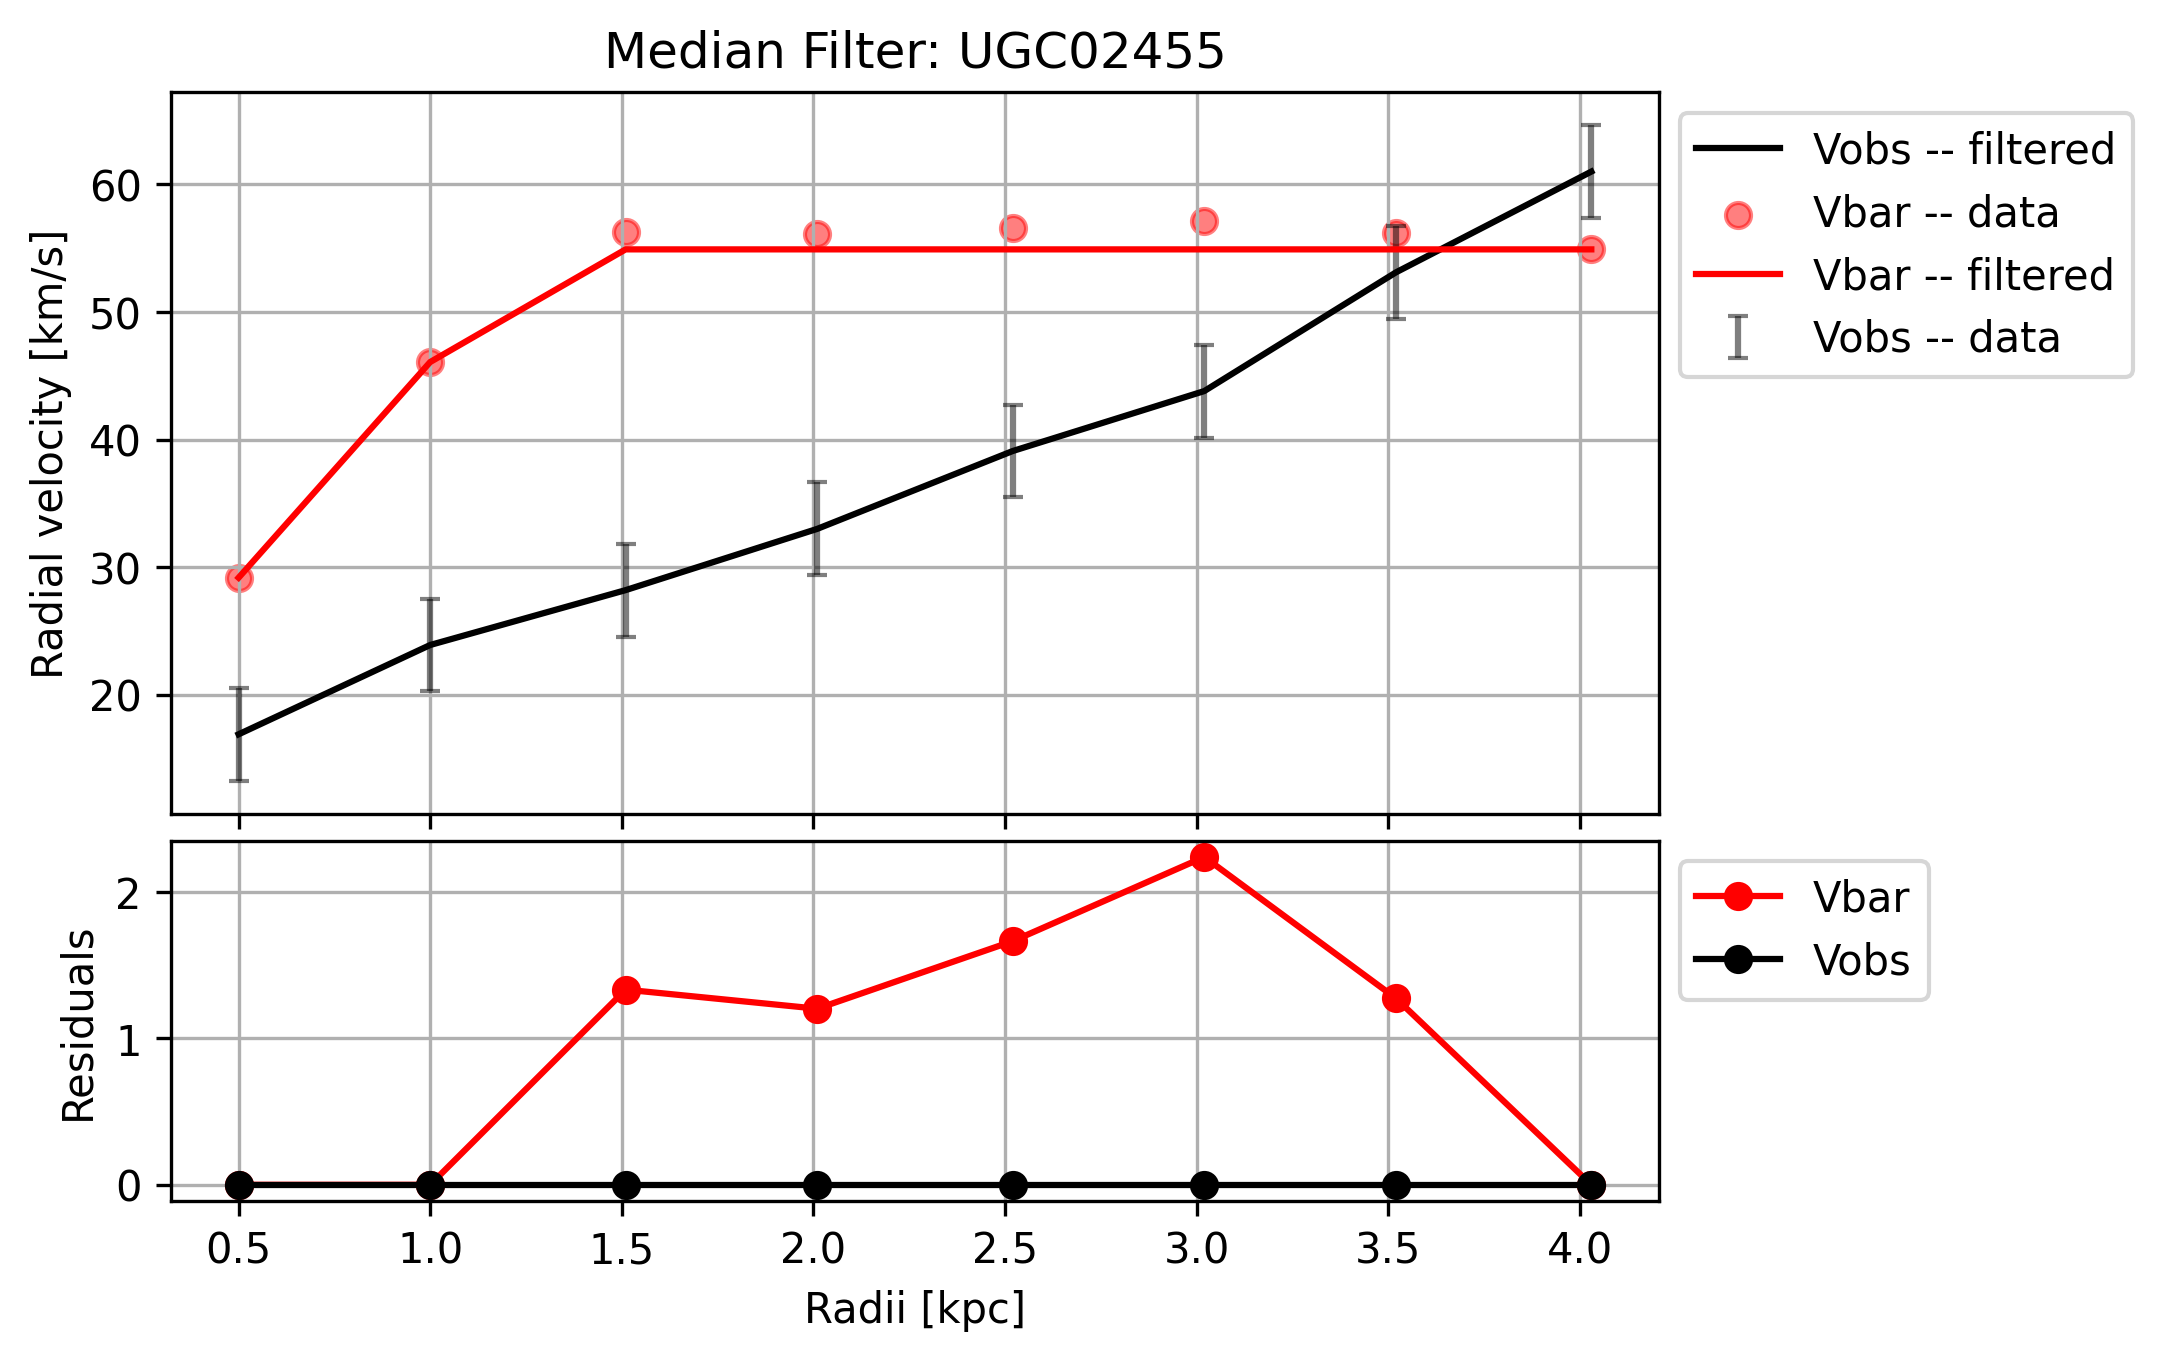 Median Filter: UGC02455
Radial velocity [km/s]
60
50
40
30
20
Vobs -- filtered
Vbar -- data
Vbar -- filtered
Vobs -- data
Residuals
2
1
0
Vbar
Vobs
0.5 1.0 1.5 2.0 2.5 3.0 3.5 4.0
Radii [kpc]